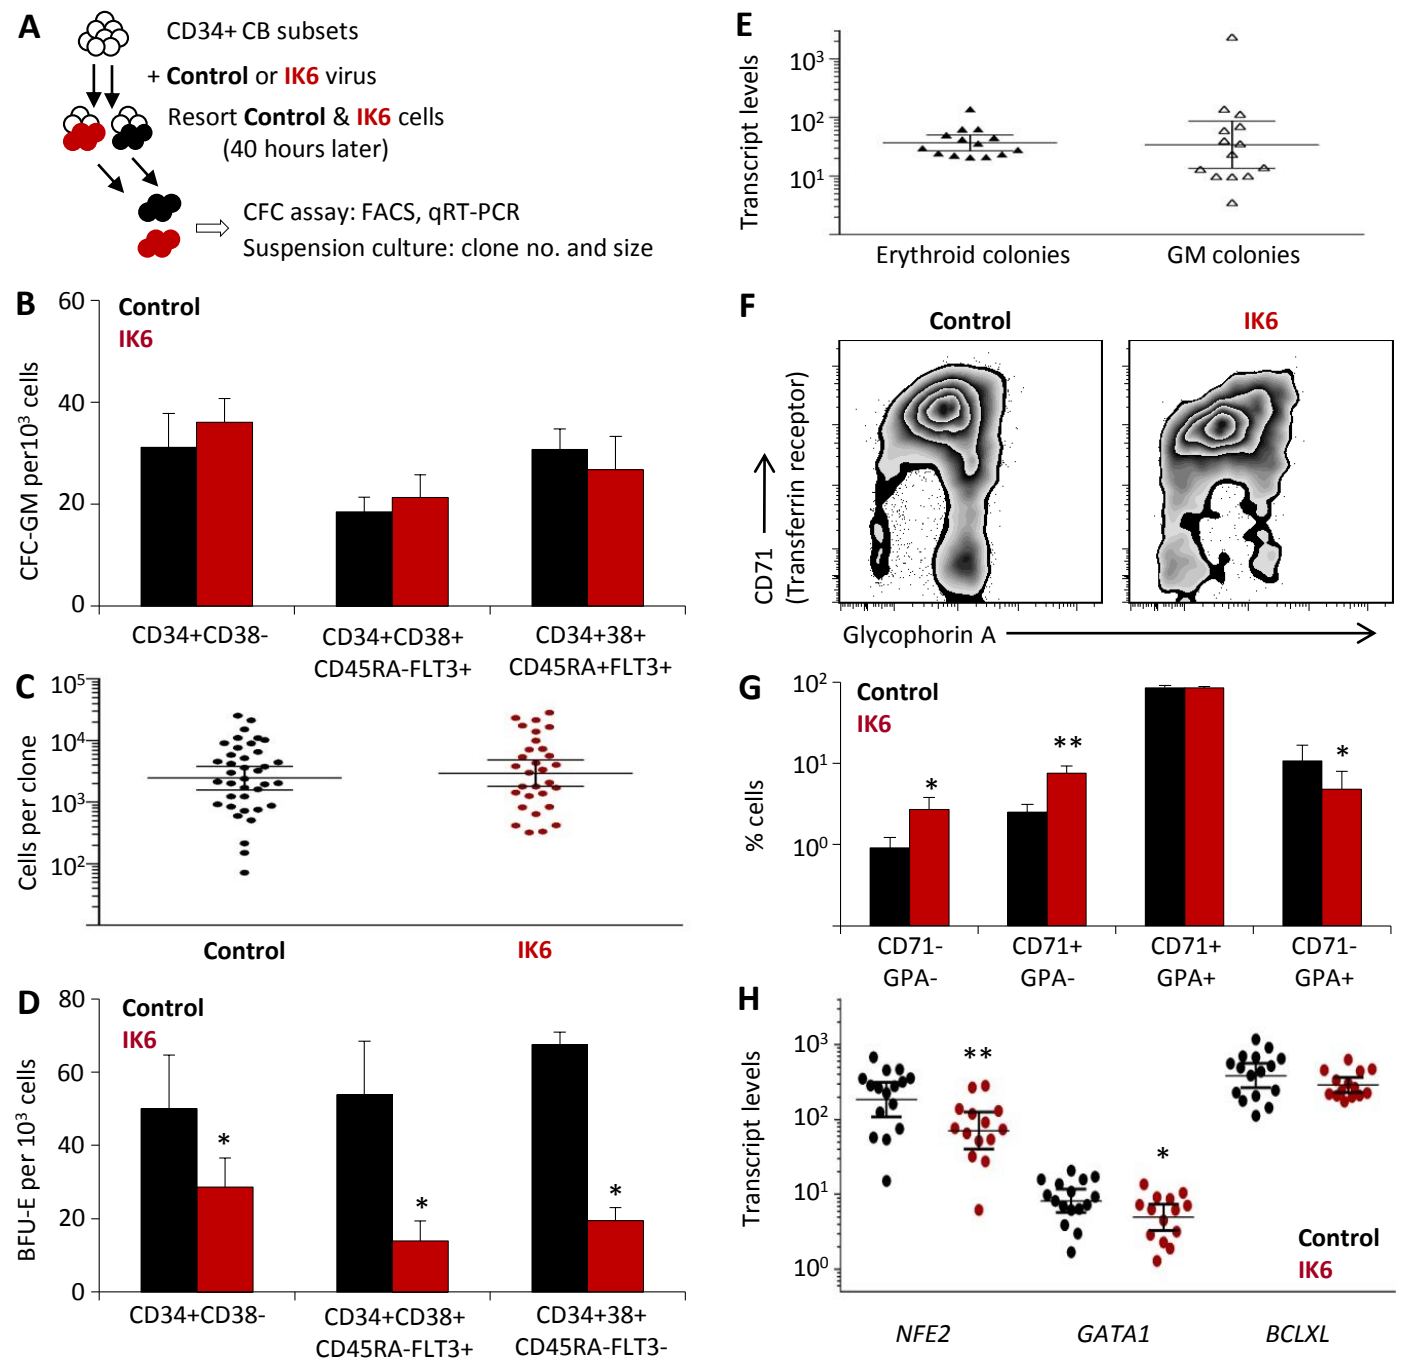 A
CD34+ CB subsets
+ Control or IK6 virus
Resort Control & IK6 cells
(40 hours later)
CFC assay: FACS, qRT-PCR
Suspension culture: clone no. and size
B
Control
IK6
CFC-GM per10³ cells
60
40
20
0
CD34+CD38-
CD34+CD38+
CD45RA-FLT3+
CD34+38+
CD45RA+FLT3+
C
Cells per clone
10⁵
10⁴
10³
10²
Control
IK6
D
Control
IK6
BFU-E per 10³ cells
80
60
40
20
0
*
*
*
CD34+CD38-
CD34+CD38+
CD45RA-FLT3+
CD34+38+
CD45RA-FLT3-
E
Transcript levels
10³
10²
10¹
Erythroid colonies
GM colonies
F
Control
IK6
CD71
(Transferrin receptor)
Glycophorin A
G
Control
IK6
% cells
10²
10¹
10⁰
*
**
*
CD71-
GPA-
CD71+
GPA-
CD71+
GPA+
CD71-
GPA+
H
Transcript levels
10³
10²
10¹
10⁰
**
*
Control
IK6
NFE2
GATA1
BCLXL